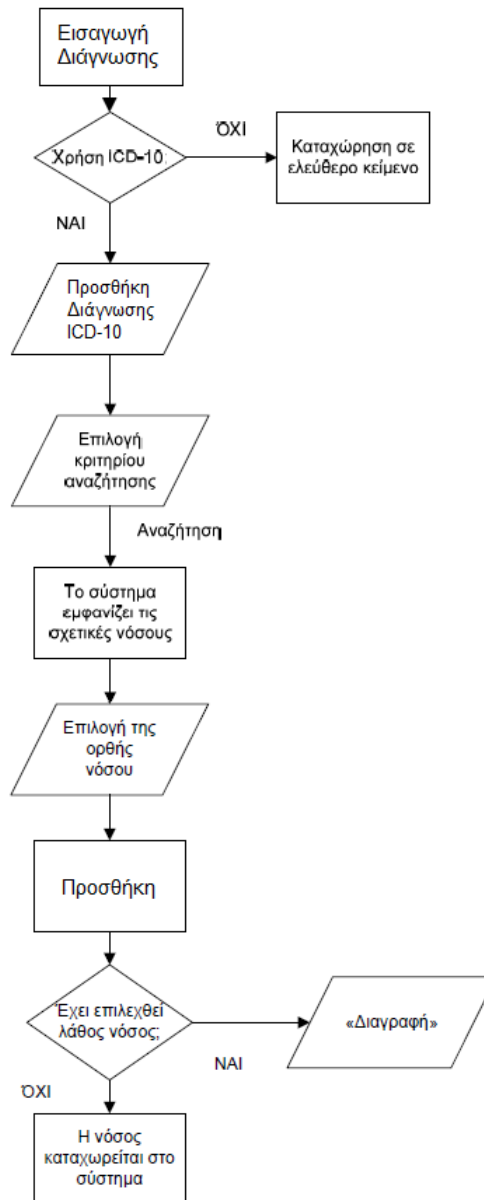 Εισαγωγή
Διάγνωσης
Χρήση ICD-10;
ΌΧΙ
Καταχώρηση σε
ελεύθερο κείμενο
ΝΑΙ
Προσθήκη
Διάγνωσης
ICD-10
Επιλογή
κριτηρίου
αναζήτησης
Αναζήτηση
Το σύστημα
εμφανίζει τις
σχετικές νόσους
Επιλογή της
ορθής
νόσου
Προσθήκη
Έχει επιλεχθεί
λάθος νόσος;
«Διαγραφή»
ΝΑΙ
ΌΧΙ
Η νόσος
καταχωρείται στο
σύστημα